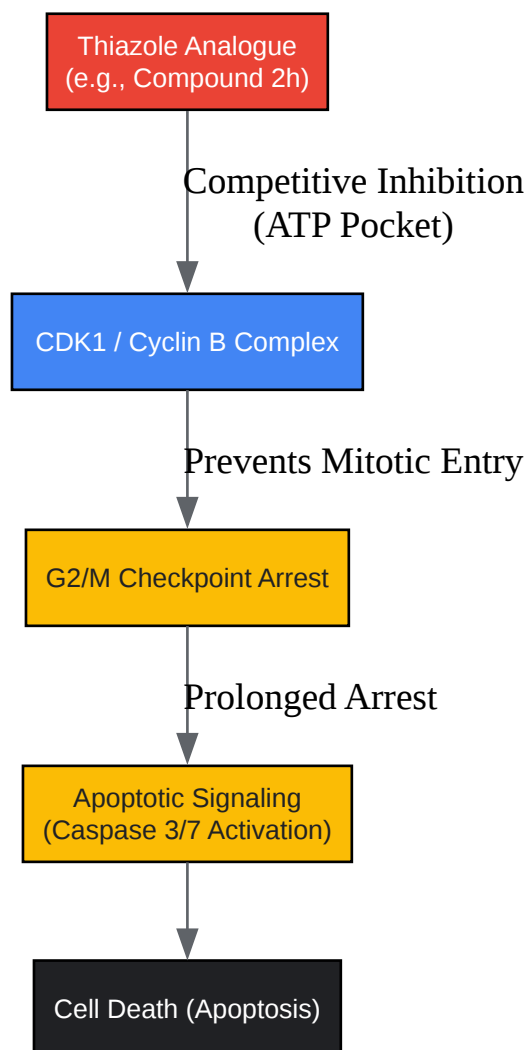 Thiazole Analogue
(e.g., Compound 2h)
Competitive Inhibition
(ATP Pocket)
CDK1 / Cyclin B Complex
Prevents Mitotic Entry
G2/M Checkpoint Arrest
Prolonged Arrest
Apoptotic Signaling
(Caspase 3/7 Activation)
Cell Death (Apoptosis)